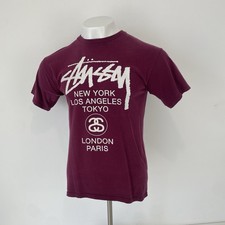 Stüssy
NEW YORK
LOS ANGELES
TOKYO
LONDON
PARIS